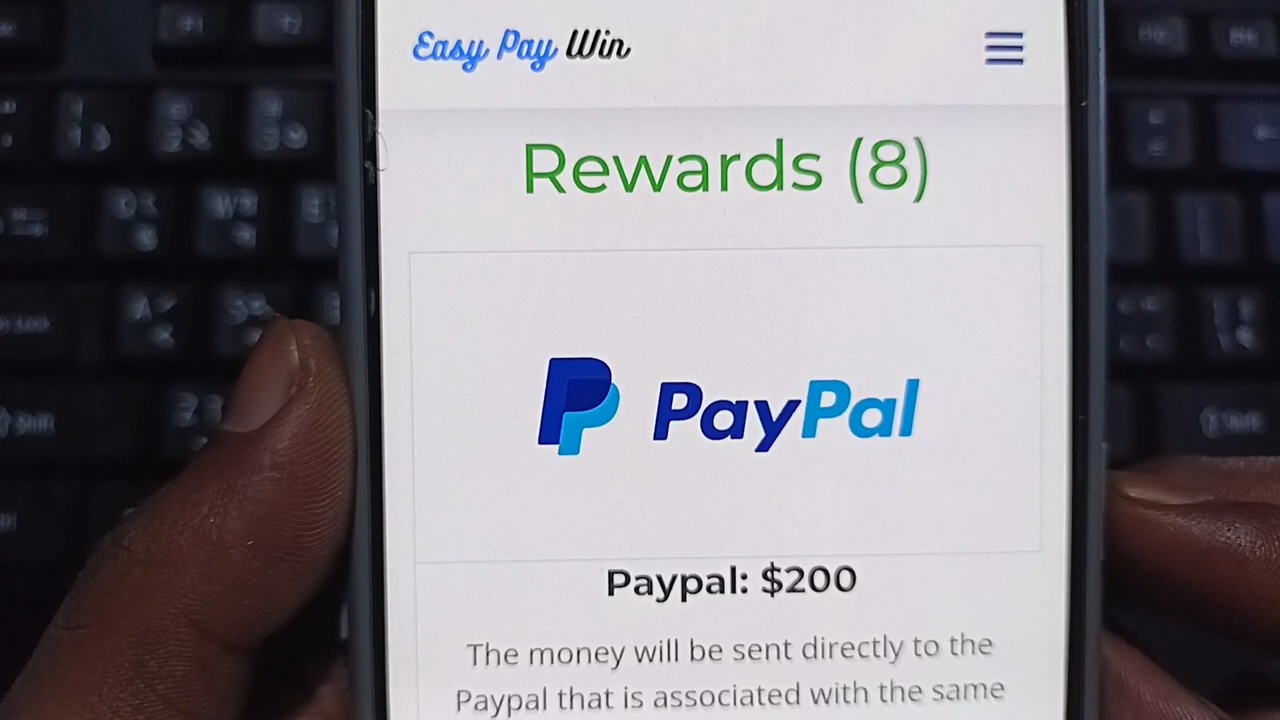 Easy Pay Win
Rewards (8)
PayPal
Paypal: $200
The money will be sent directly to the
Paypal that is associated with the same